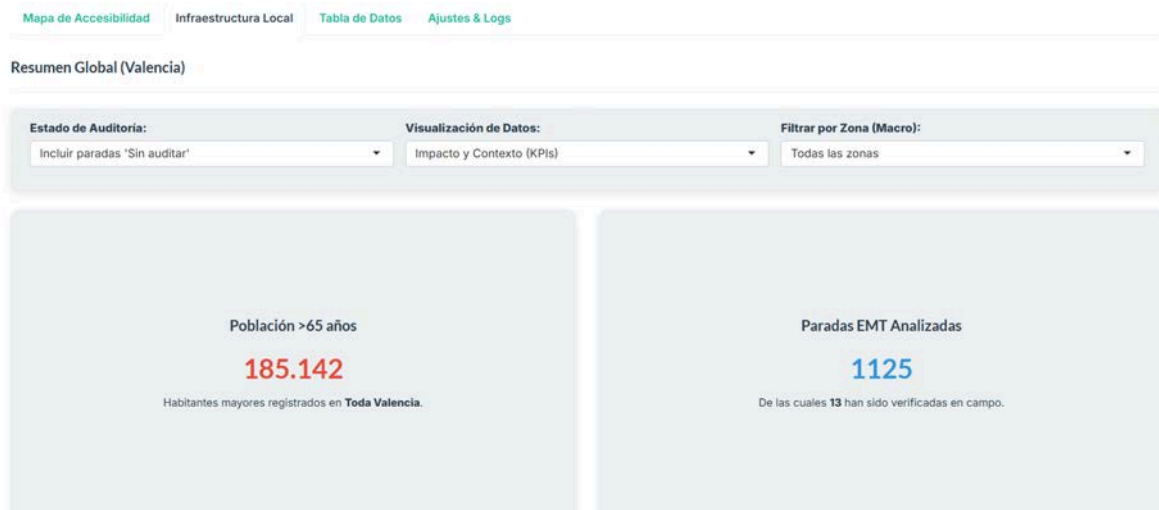 Mapa de Accesibilidad Infraestructura Local Tabla de Datos Ajustes & Logs
Resumen Global (Valencia)
Estado de Auditoría: Visualización de Datos: Filtrar por Zona (Macro):
Incluir paradas 'Sin auditar' Impacto y Contexto (KPIs) Todas las zonas
Población >65 años
185.142
Habitantes mayores registrados en Toda Valencia.
Paradas EMT Analizadas
1125
De las cuales 13 han sido verificadas en campo.